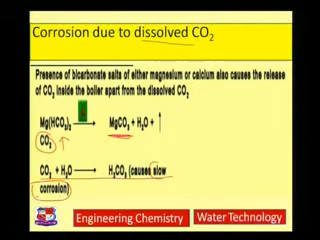 Corrosion due to dissolved CO₂
Presence of bicarbonate salts of either magnesium or calcium also causes the release
of CO₂ inside the boiler apart from the dissolved CO₂
Mg(HCO₃)₂ → MgCO₂ + H₂O + ↑
CO₂ ↑
CO₂ + H₂O → H₂CO₃ (causes slow
corrosion)
Engineering Chemistry
Water Technology